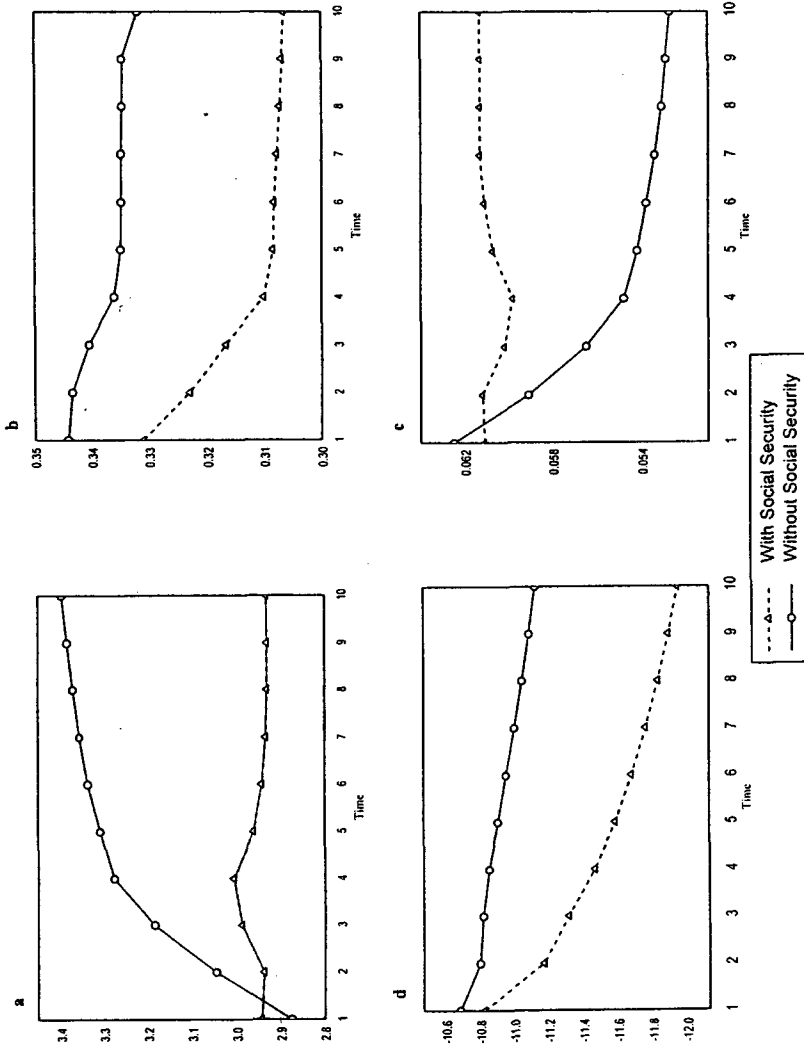 a
3.4
3.3
3.2
3.1
3.0
2.9
2.8
1 2 3 4 5 6 7 8 9 10
Time
b
0.35
0.34
0.33
0.32
0.31
0.30
1 2 3 4 5 6 7 8 9 10
Time
d
-10.6
-10.8
-11.0
-11.2
-11.4
-11.6
-11.8
-12.0
1 2 3 4 5 6 7 8 9 10
Time
c
0.062
0.058
0.054
1 2 3 4 5 6 7 8 9 10
Time
With Social Security
Without Social Security